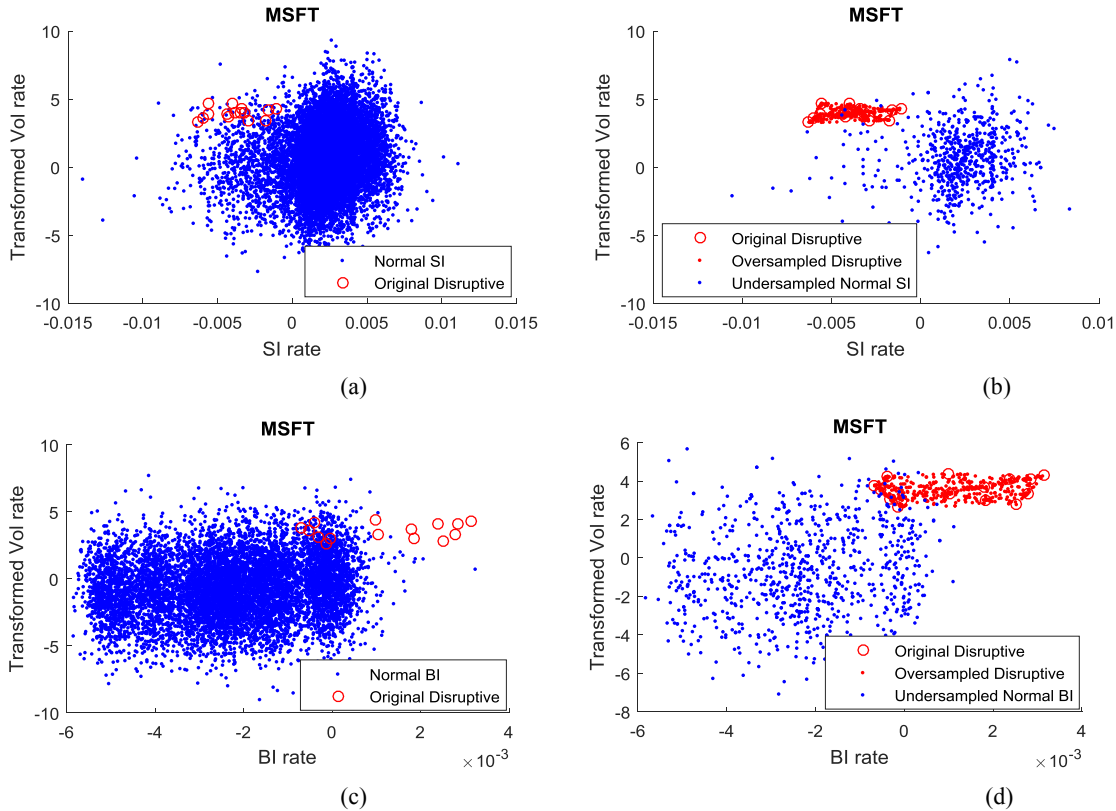 MSFT
10
5
0
-5
-10
Transformed Vol rate
-0.015
-0.01
-0.005
0
0.005
0.01
0.015
SI rate
Normal SI
Original Disruptive
(a)
MSFT
10
5
0
-5
-10
Transformed Vol rate
-0.015
-0.01
-0.005
0
0.005
0.01
SI rate
Original Disruptive
Oversampled Disruptive
Undersampled Normal SI
(b)
MSFT
10
5
0
-5
-10
Transformed Vol rate
-6
-4
-2
0
2
4
BI rate
× 10⁻³
Normal BI
Original Disruptive
(c)
MSFT
6
4
2
0
-2
-4
-6
-8
Transformed Vol rate
-6
-4
-2
0
2
4
BI rate
× 10⁻³
Original Disruptive
Oversampled Disruptive
Undersampled Normal BI
(d)